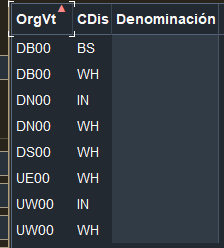 OrgVt CDis Denominación
DB00 BS
DB00 WH
DN00 IN
DN00 WH
DS00 WH
UE00 WH
UW00 IN
UW00 WH